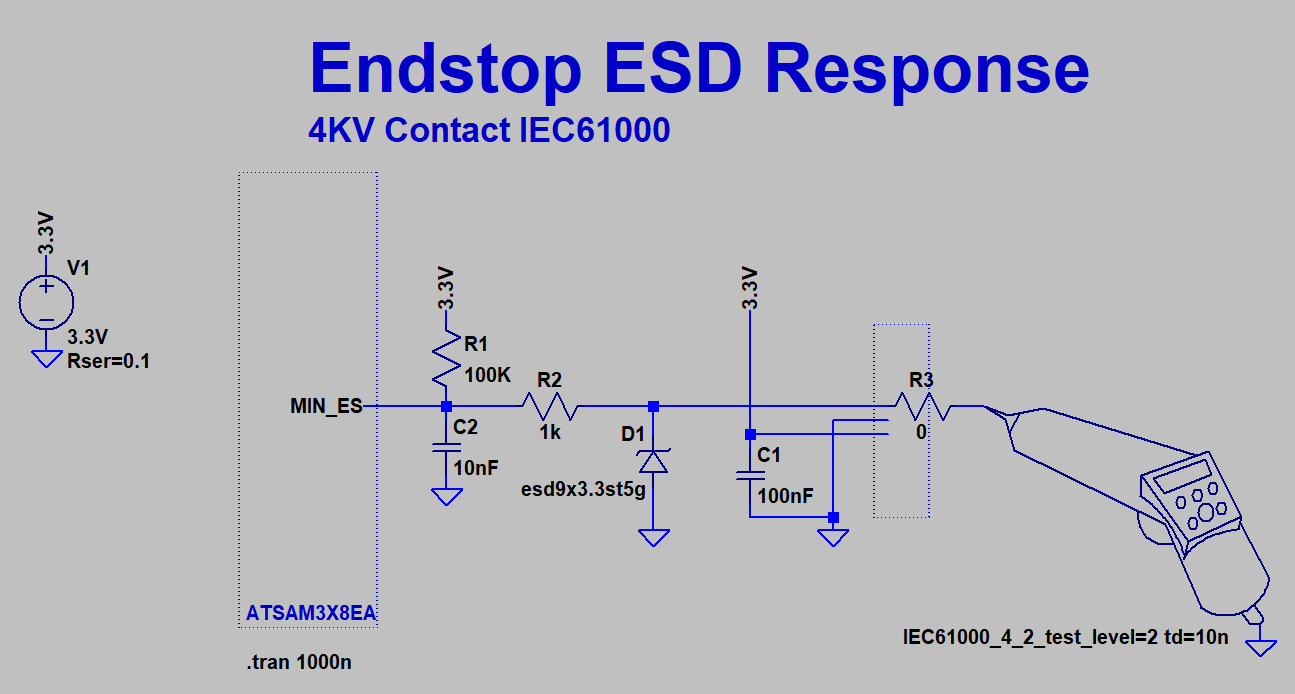 Endstop ESD Response
4KV Contact IEC61000
3.3V
V1
3.3V
Rser=0.1
3.3V
R1
100K
R2
1k
MIN_ES
C2
10nF
D1
esd9x3.3st5g
3.3V
C1
100nF
R3
0
ATSAM3X8EA
.tran 1000n
IEC61000_4_2_test_level=2 td=10n